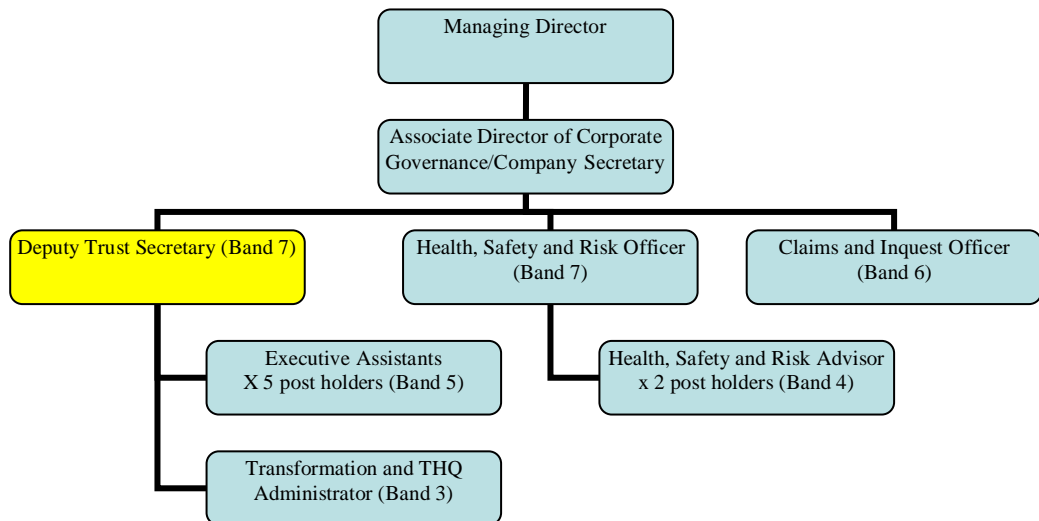 Managing Director
Associate Director of Corporate
Governance/Company Secretary
Deputy Trust Secretary (Band 7)
Health, Safety and Risk Officer
(Band 7)
Claims and Inquest Officer
(Band 6)
Executive Assistants
X 5 post holders (Band 5)
Health, Safety and Risk Advisor
x 2 post holders (Band 4)
Transformation and THQ
Administrator (Band 3)